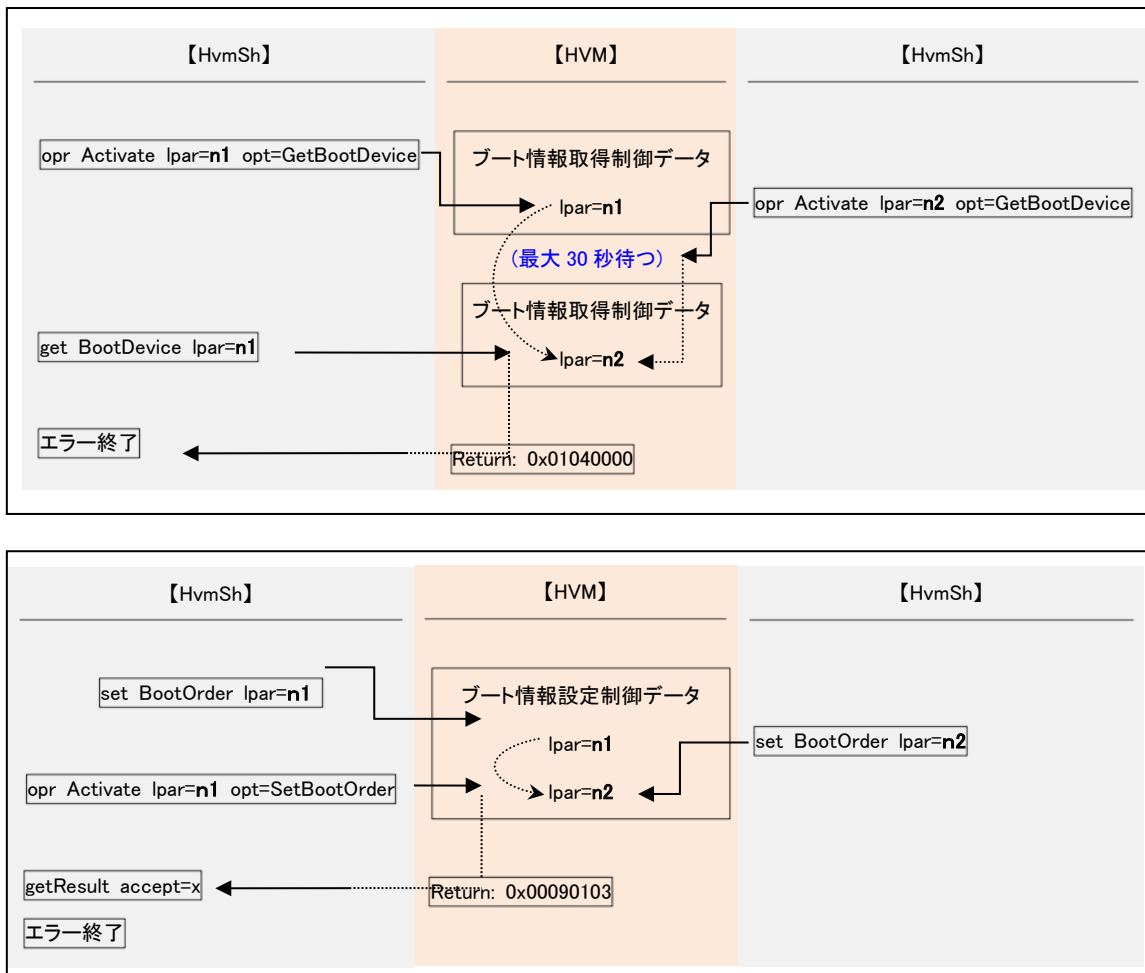 【HvmSh】 【HVM】 【HvmSh】
opr Activate lpar=n1 opt=GetBootDevice
ブート情報取得制御データ
lpar=n1
opr Activate lpar=n2 opt=GetBootDevice
(最大 30 秒待つ)
ブート情報取得制御データ
get BootDevice lpar=n1
lpar=n2
エラー終了
Return: 0x01040000
【HvmSh】 【HVM】 【HvmSh】
set BootOrder lpar=n1
ブート情報設定制御データ
lpar=n1
set BootOrder lpar=n2
opr Activate lpar=n1 opt=SetBootOrder
lpar=n2
getResult accept=x
Return: 0x00090103
エラー終了